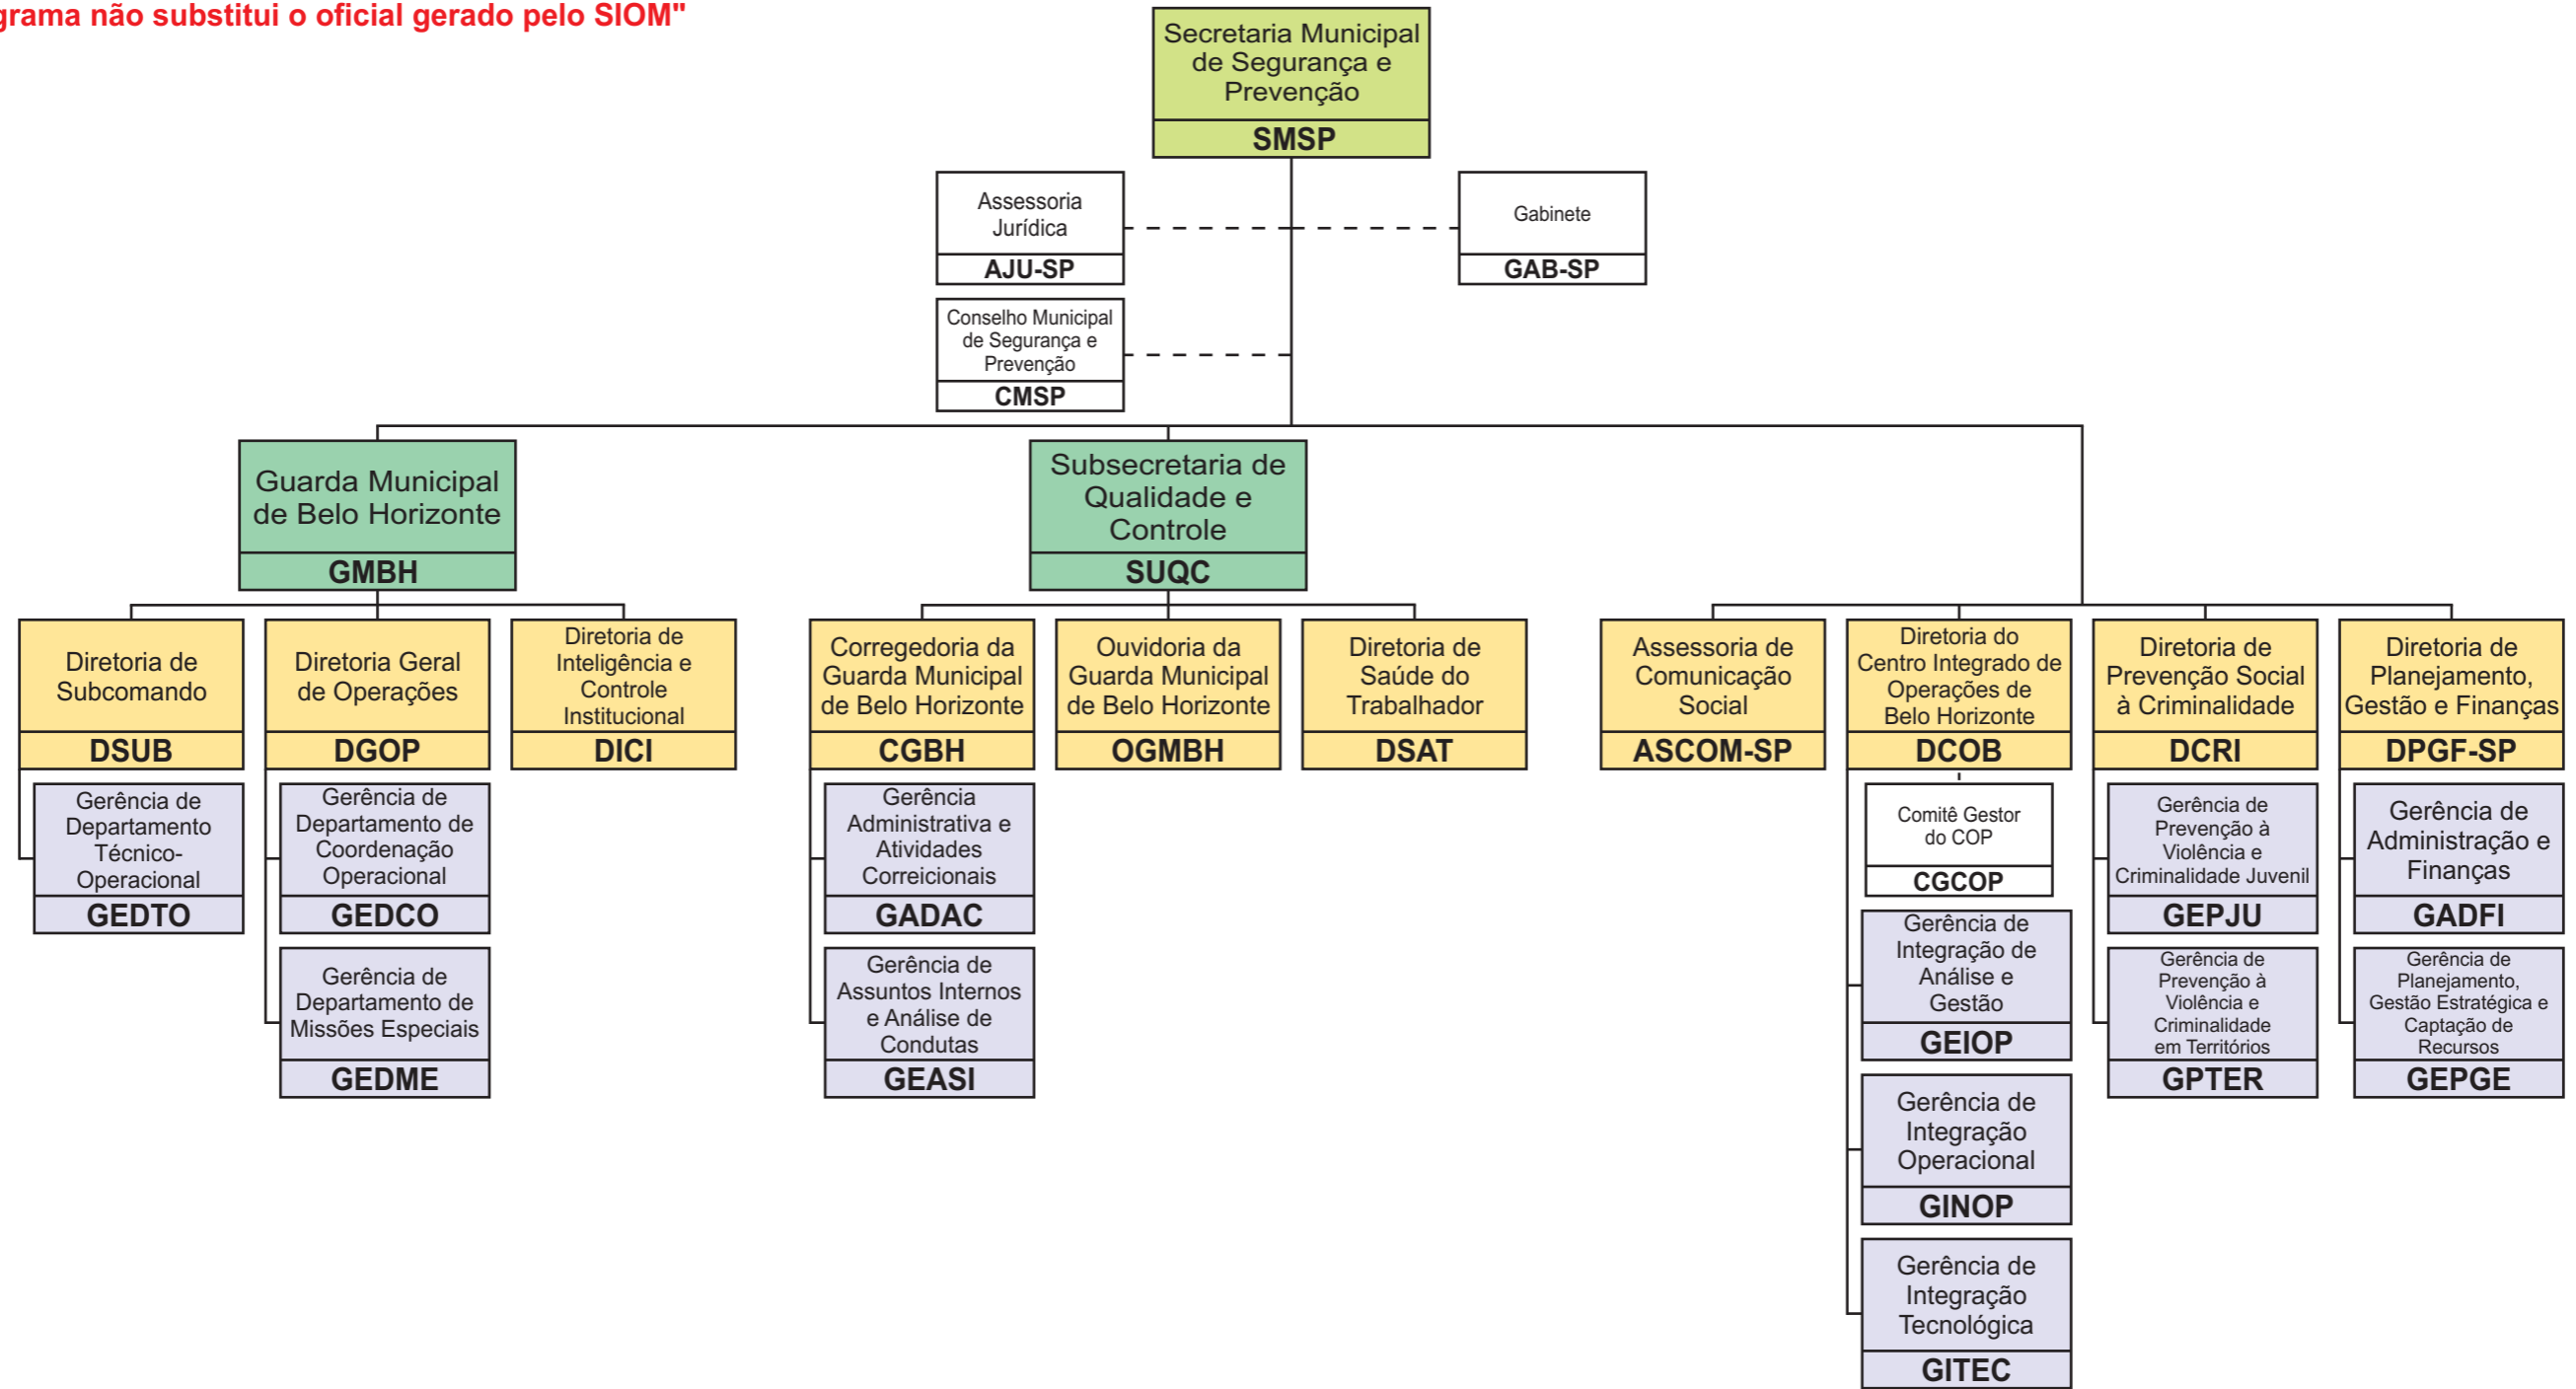 grama não substitui o oficial gerado pelo SIOM"
Secretaria Municipal
de Segurança e
Prevenção
SMSP
Assessoria
Jurídica
AJU-SP
Gabinete
GAB-SP
Conselho Municipal
de Segurança e
Prevenção
CMSP
Guarda Municipal
de Belo Horizonte
GMBH
Subsecretaria de
Qualidade e
Controle
SUQC
Diretoria de
Subcomando
DSUB
Diretoria Geral
de Operações
DGOP
Diretoria de
Inteligência e
Controle
Institucional
DICI
Corregedoria da
Guarda Municipal
de Belo Horizonte
CGBH
Ouvidoria da
Guarda Municipal
de Belo Horizonte
OGMBH
Diretoria de
Saúde do
Trabalhador
DSAT
Assessoria de
Comunicação
Social
ASCOM-SP
Diretoria do
Centro Integrado de
Operações de
Belo Horizonte
DCOB
Diretoria de
Prevenção Social
à Criminalidade
DCRI
Diretoria de
Planejamento,
Gestão e Finanças
DPGF-SP
Gerência de
Departamento
Técnico-
Operacional
GEDTO
Gerência de
Departamento de
Coordenação
Operacional
GEDCO
Gerência
Administrativa e
Atividades
Correicionais
GADAC
Comitê Gestor
do COP
CGCOP
Gerência de
Prevenção à
Violência e
Criminalidade Juvenil
GEPJU
Gerência de
Administração e
Finanças
GADFI
Gerência de
Departamento de
Missões Especiais
GEDME
Gerência de
Assuntos Internos
e Análise de
Condutas
GEASI
Gerência de
Integração de
Análise e
Gestão
GEIOP
Gerência de
Prevenção à
Violência e
Criminalidade
em Territórios
GPTER
Gerência de
Planejamento,
Gestão Estratégica e
Captação de
Recursos
GEPGE
Gerência de
Integração
Operacional
GINOP
Gerência de
Integração
Tecnológica
GITEC